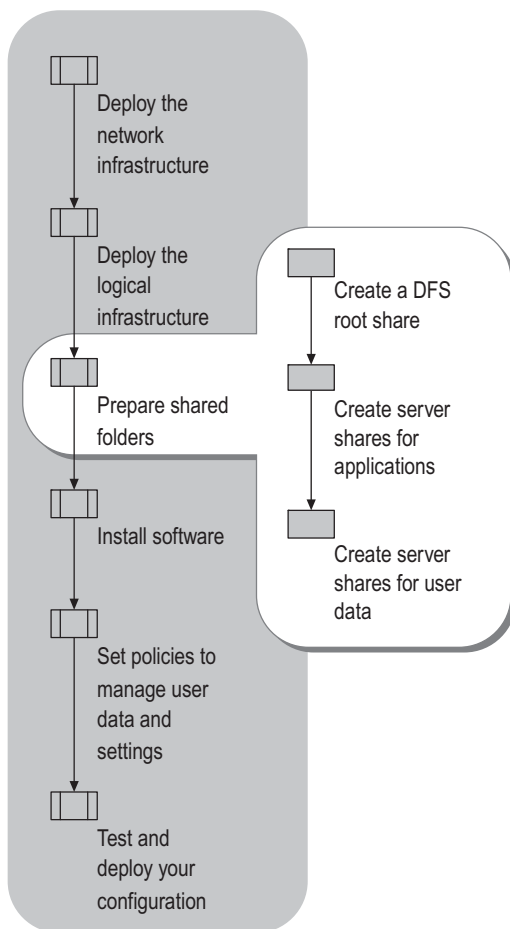 Deploy the
network
infrastructure
Deploy the
logical
infrastructure
Prepare shared
folders
Install software
Set policies to
manage user
data and
settings
Test and
deploy your
configuration
Create a DFS
root share
Create server
shares for
applications
Create server
shares for user
data